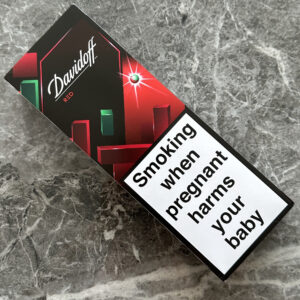 Davidoff
RED
Smoking
when
pregnant
harms
your
baby